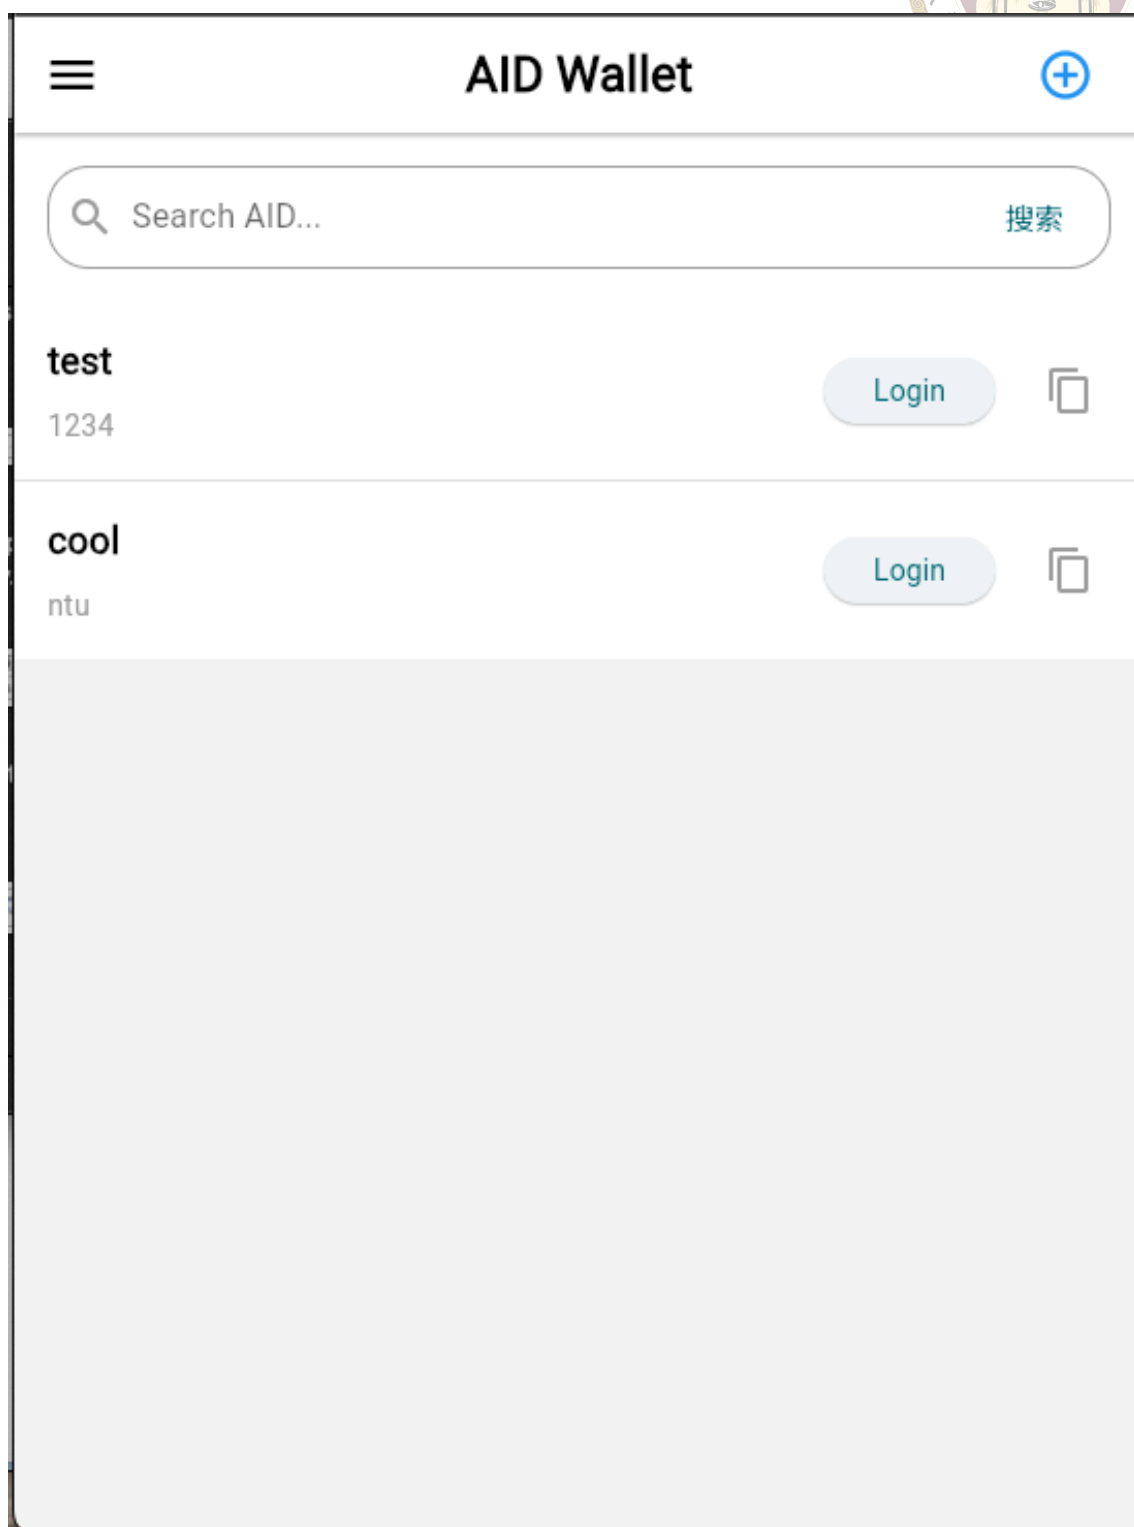 AID Wallet
Search AID... 搜索
test
1234
Login
cool
ntu
Login